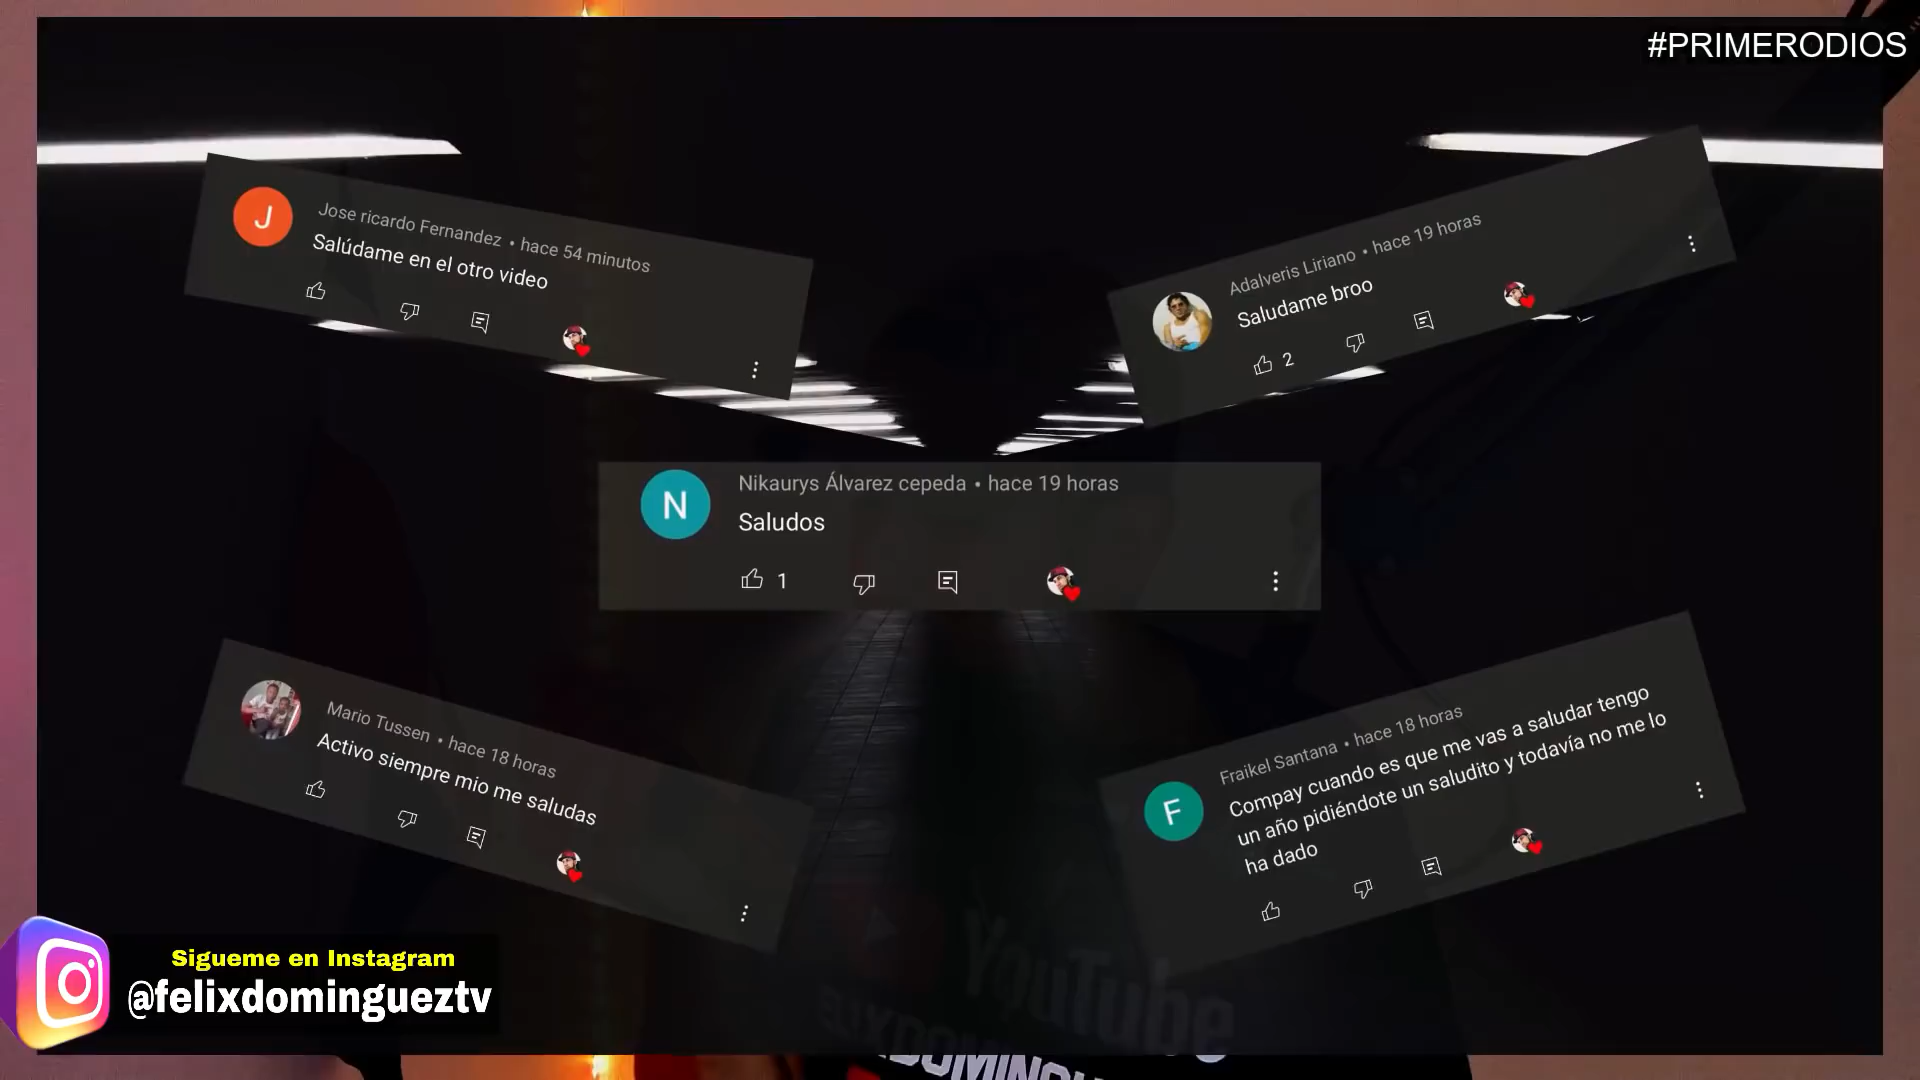 #PRIMERODIOS
J
Jose ricardo Fernandez • hace 54 minutos
Salúdame en el otro video
Adalveris Liriano • hace 19 horas
Saludame broo
2
N
Nikaurys Álvarez cepeda • hace 19 horas
Saludos
1
Mario Tussen • hace 18 horas
Activo siempre mio me saludas
F
Fraikel Santana • hace 18 horas
Compay cuando es que me vas a saludar tengo
un año pidiéndote un saludito y todavía no me lo
ha dado
Sigueme en Instagram
@felixdomingueztv
YouTube